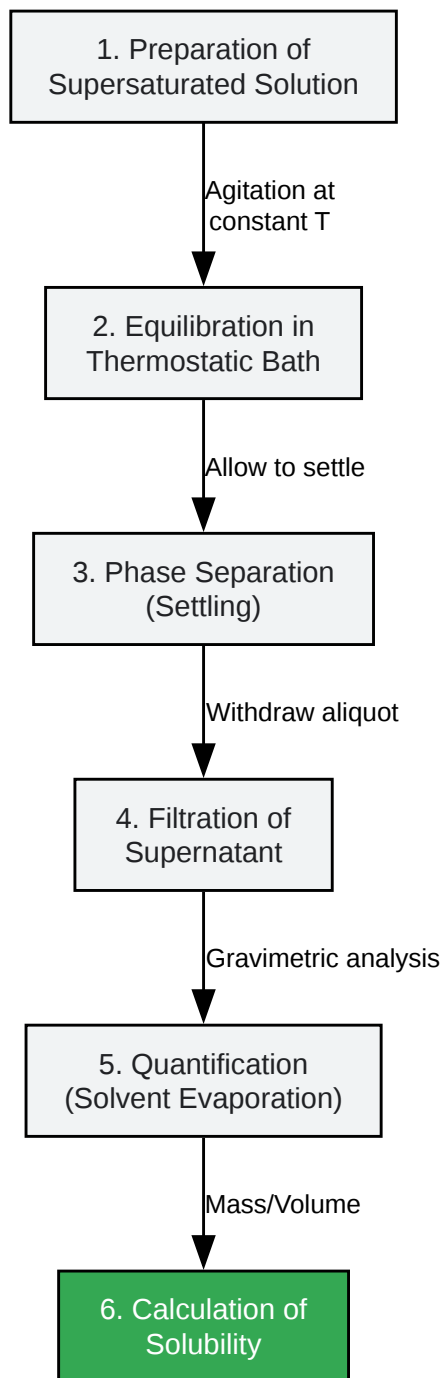 1. Preparation of
Supersaturated Solution
Agitation at
constant T
2. Equilibration in
Thermostatic Bath
Allow to settle
3. Phase Separation
(Settling)
Withdraw aliquot
4. Filtration of
Supernatant
Gravimetric analysis
5. Quantification
(Solvent Evaporation)
Mass/Volume
6. Calculation of
Solubility